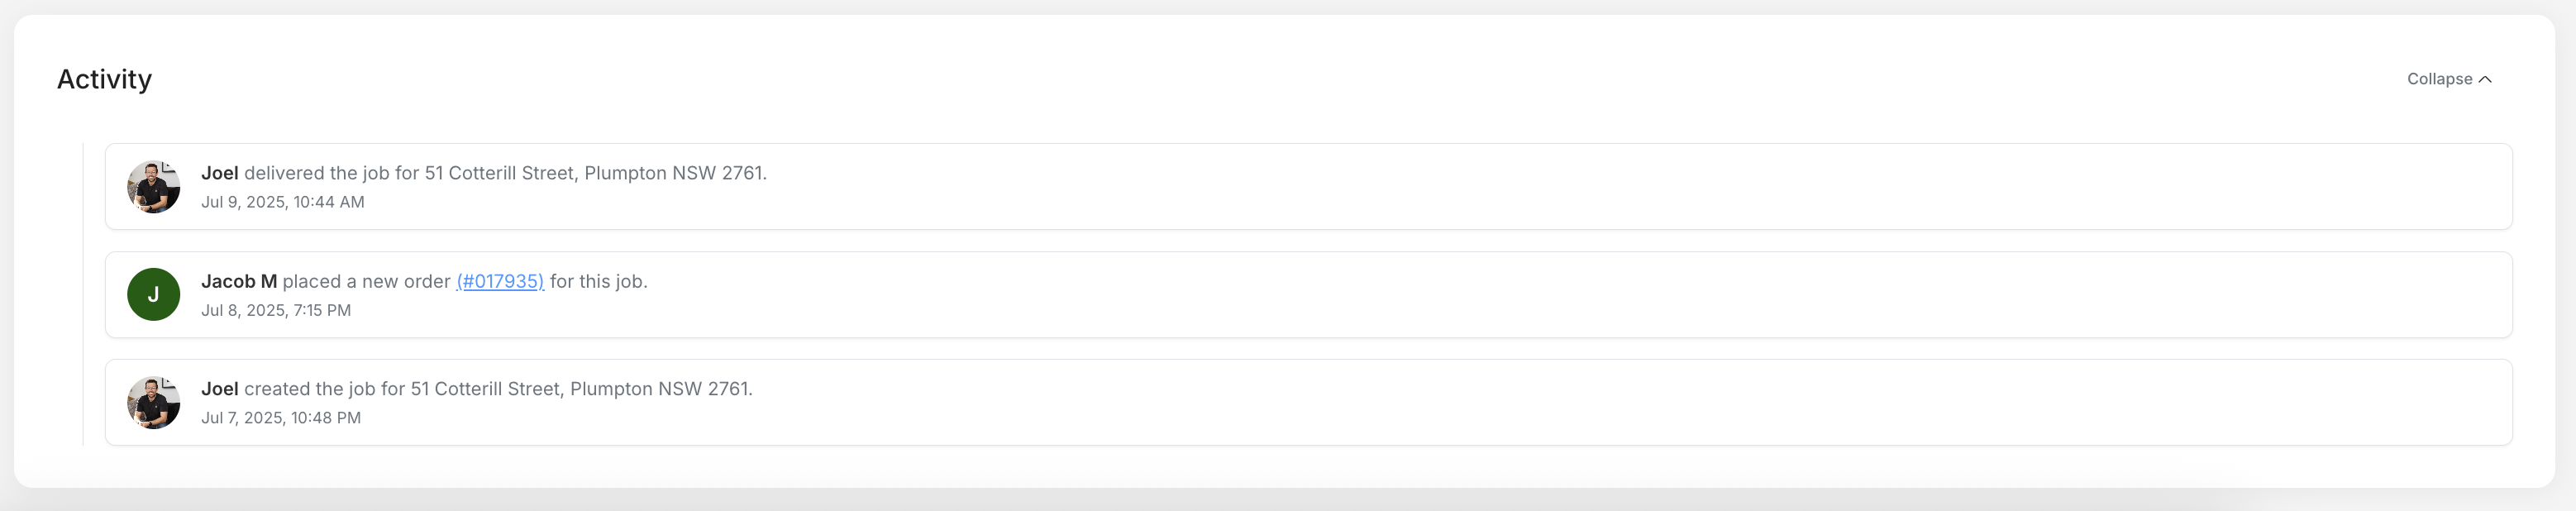 Activity
Collapse
Joel delivered the job for 51 Cotterill Street, Plumpton NSW 2761.
Jul 9, 2025, 10:44 AM
J
Jacob M placed a new order (#017935) for this job.
Jul 8, 2025, 7:15 PM
Joel created the job for 51 Cotterill Street, Plumpton NSW 2761.
Jul 7, 2025, 10:48 PM